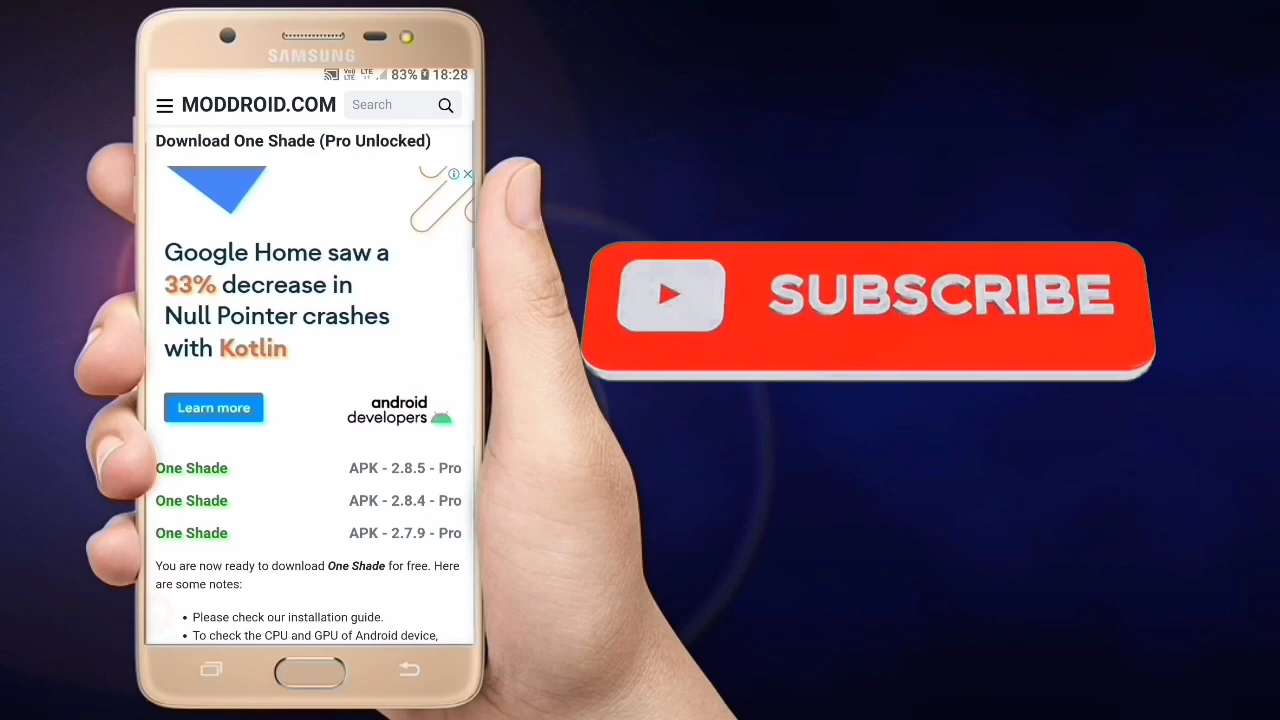 SAMSUNG
Voı)) LTE LTE 83% 18:28
MODDROID.COM Search
Download One Shade (Pro Unlocked)
Google Home saw a
33% decrease in
Null Pointer crashes
with Kotlin
Learn more
android
developers
One Shade APK - 2.8.5 - Pro
One Shade APK - 2.8.4 - Pro
One Shade APK - 2.7.9 - Pro
You are now ready to download One Shade for free. Here
are some notes:
• Please check our installation guide.
• To check the CPU and GPU of Android device,
SUBSCRIBE